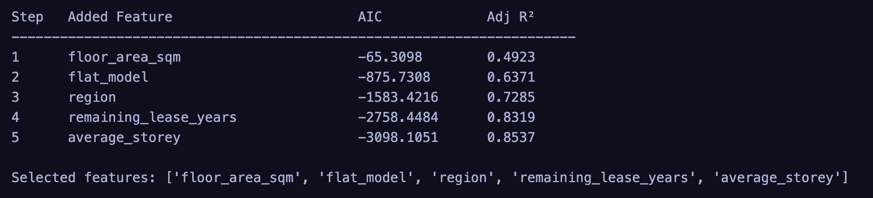 Step Added Feature AIC Adj R²
----------------------------------------------------------------------
1 floor_area_sqm -65.3098 0.4923
2 flat_model -875.7308 0.6371
3 region -1583.4216 0.7285
4 remaining_lease_years -2758.4484 0.8319
5 average_storey -3098.1051 0.8537
Selected features: ['floor_area_sqm', 'flat_model', 'region', 'remaining_lease_years', 'average_storey']